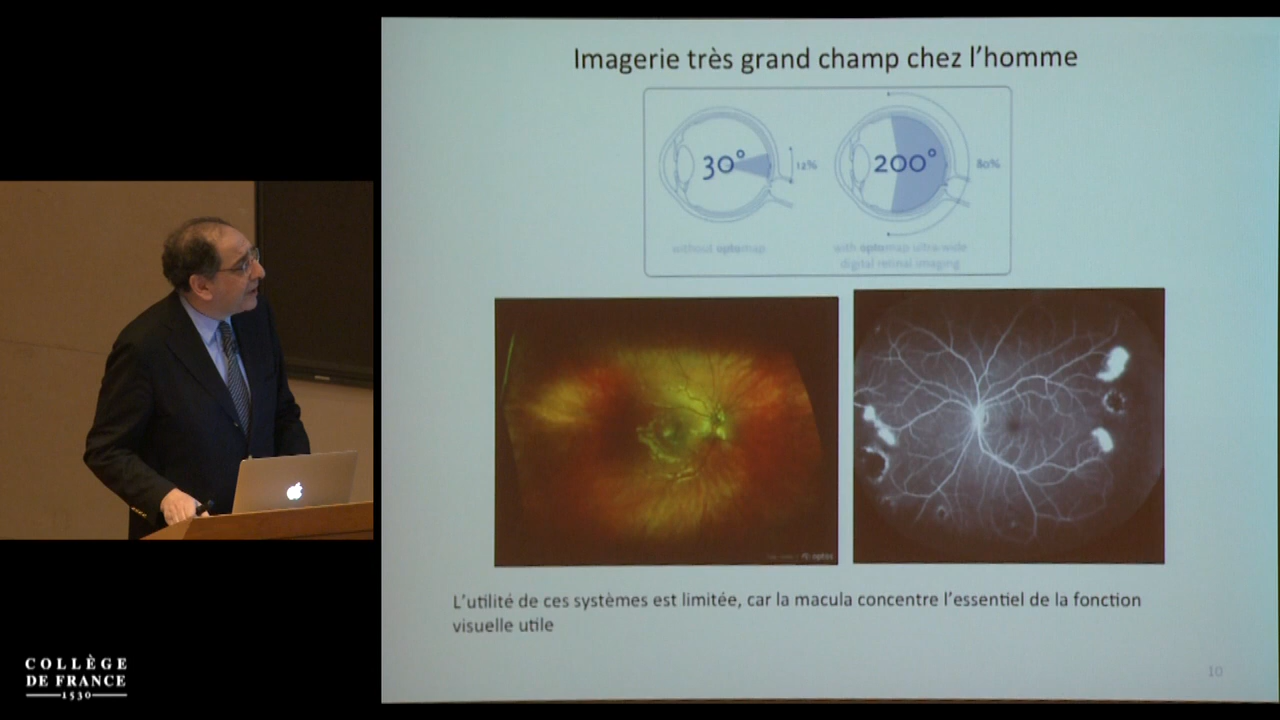 Imagerie très grand champ chez l'homme
30°
12%
200°
80%
without optomap
with optomap ultra-wide
digital retinal imaging
optos
L'utilité de ces systèmes est limitée, car la macula concentre l'essentiel de la fonction
visuelle utile
10
COLLÈGE
DE FRANCE
1530